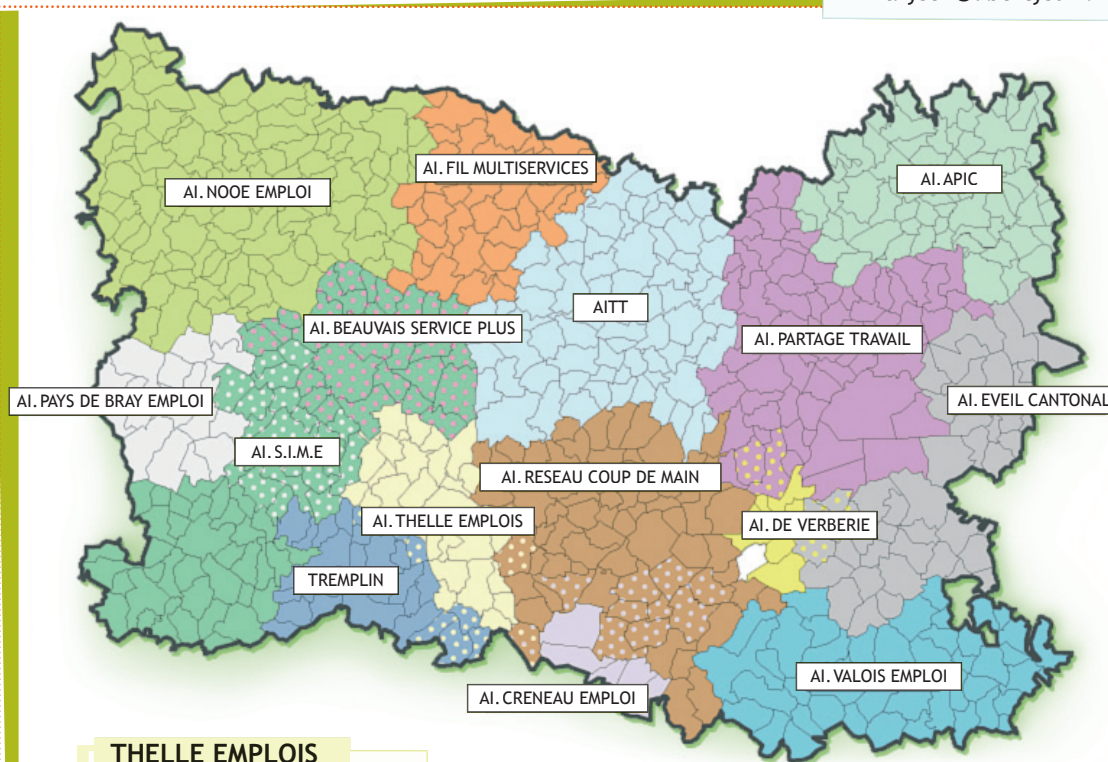 AI. FIL MULTISERVICES
AI. NOOE EMPLOI
AI. APIC
AITT
AI. BEAUVAIS SERVICE PLUS
AI. PARTAGE TRAVAIL
AI. PAYS DE BRAY EMPLOI
AI. EVEIL CANTONAL
AI. S.I.M.E
AI. RESEAU COUP DE MAIN
AI. THELLE EMPLOIS
AI. DE VERBERIE
TREMPLIN
AI. VALOIS EMPLOI
AI. CRENEAU EMPLOI
THELLE EMPLOIS